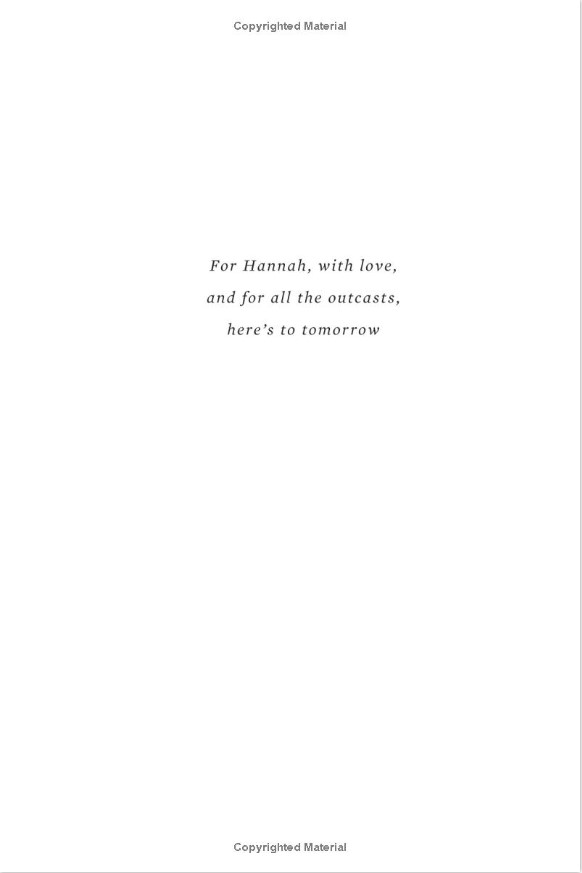 Copyrighted Material
For Hannah, with love,
and for all the outcasts,
here’s to tomorrow
Copyrighted Material